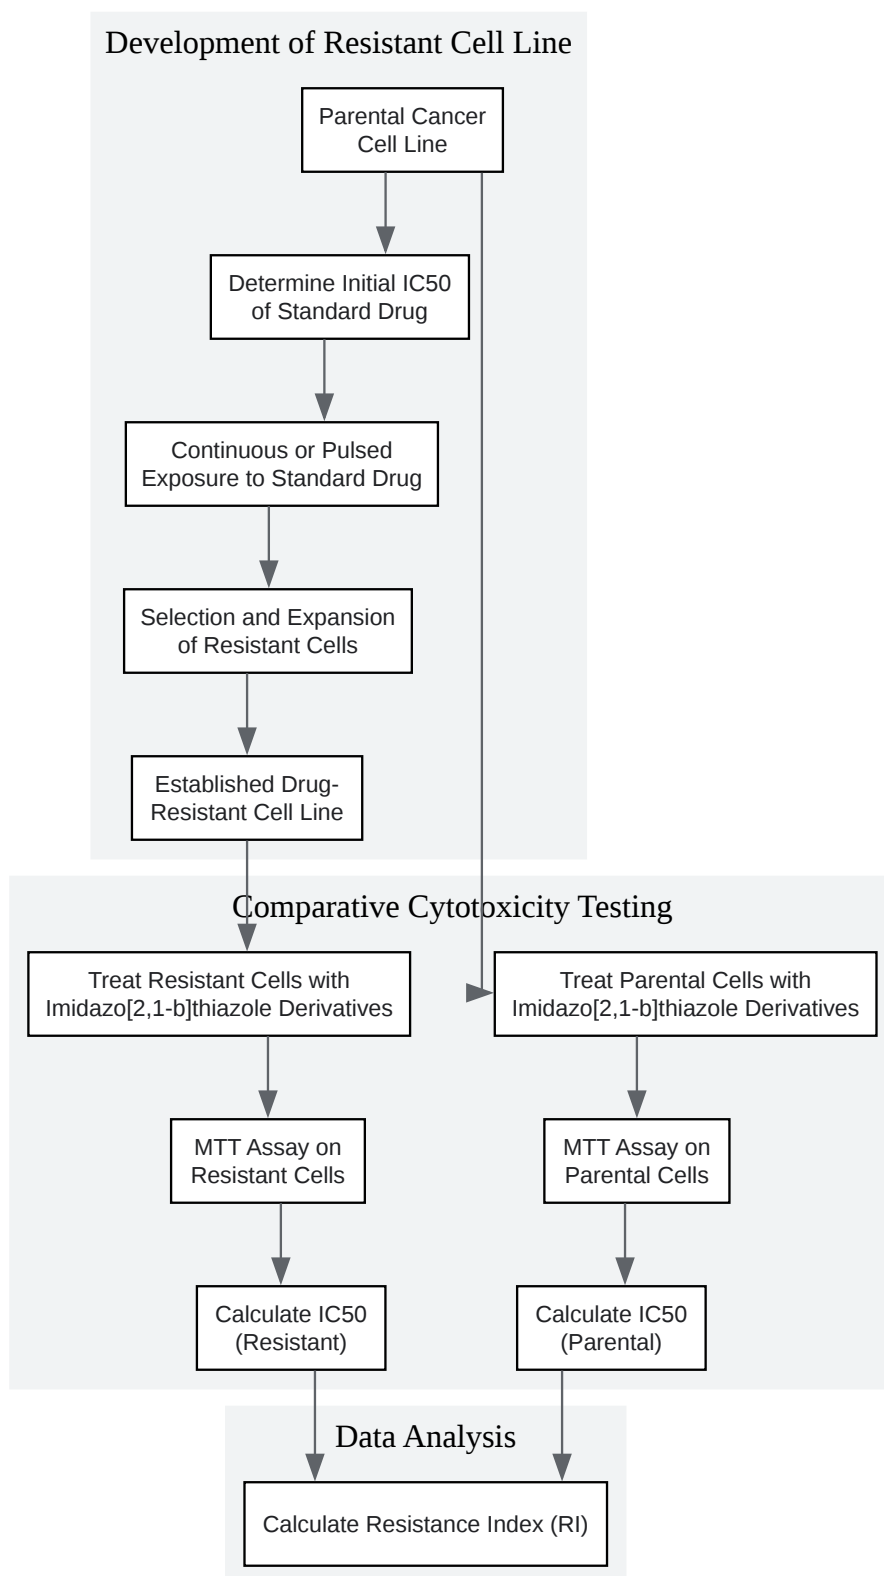 Development of Resistant Cell Line
Parental Cancer
Cell Line
Determine Initial IC50
of Standard Drug
Continuous or Pulsed
Exposure to Standard Drug
Selection and Expansion
of Resistant Cells
Established Drug-
Resistant Cell Line
Comparative Cytotoxicity Testing
Treat Resistant Cells with
Imidazo[2,1-b]thiazole Derivatives
Treat Parental Cells with
Imidazo[2,1-b]thiazole Derivatives
MTT Assay on
Resistant Cells
MTT Assay on
Parental Cells
Calculate IC50
(Resistant)
Calculate IC50
(Parental)
Data Analysis
Calculate Resistance Index (RI)